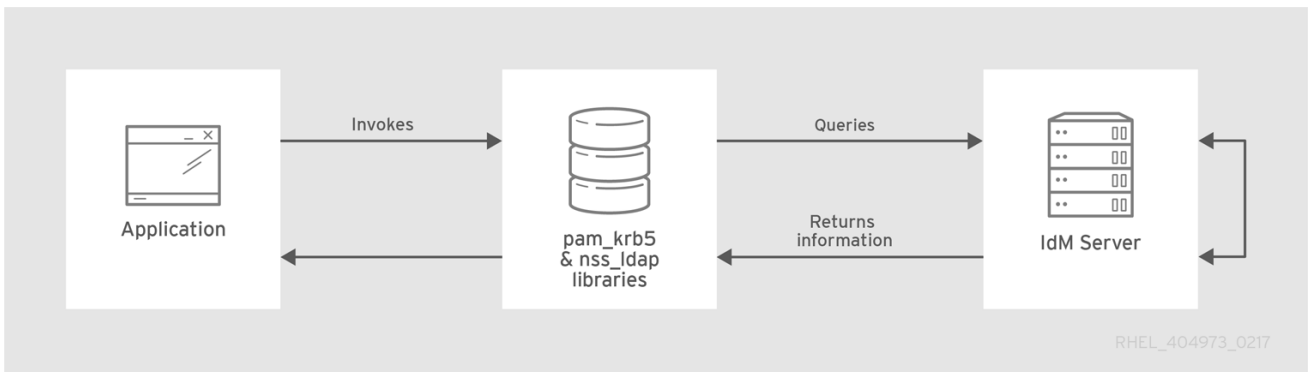 Invokes
Queries
Application
pam_krb5
& nss_ldap
libraries
Returns
information
IdM Server
RHEL_404973_0217